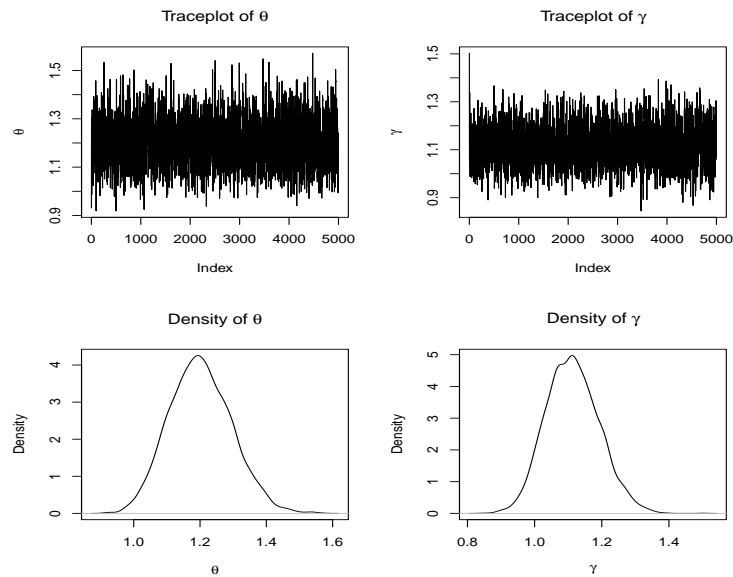 Traceplot of θ
1.5
1.3
1.1
0.9
θ
0 1000 2000 3000 4000 5000
Index
Traceplot of γ
1.5
1.3
1.1
0.9
γ
0 1000 2000 3000 4000 5000
Index
Density of θ
4
3
2
1
0
Density
1.0 1.2 1.4 1.6
θ
Density of γ
5
4
3
2
1
0
Density
0.8 1.0 1.2 1.4
γ